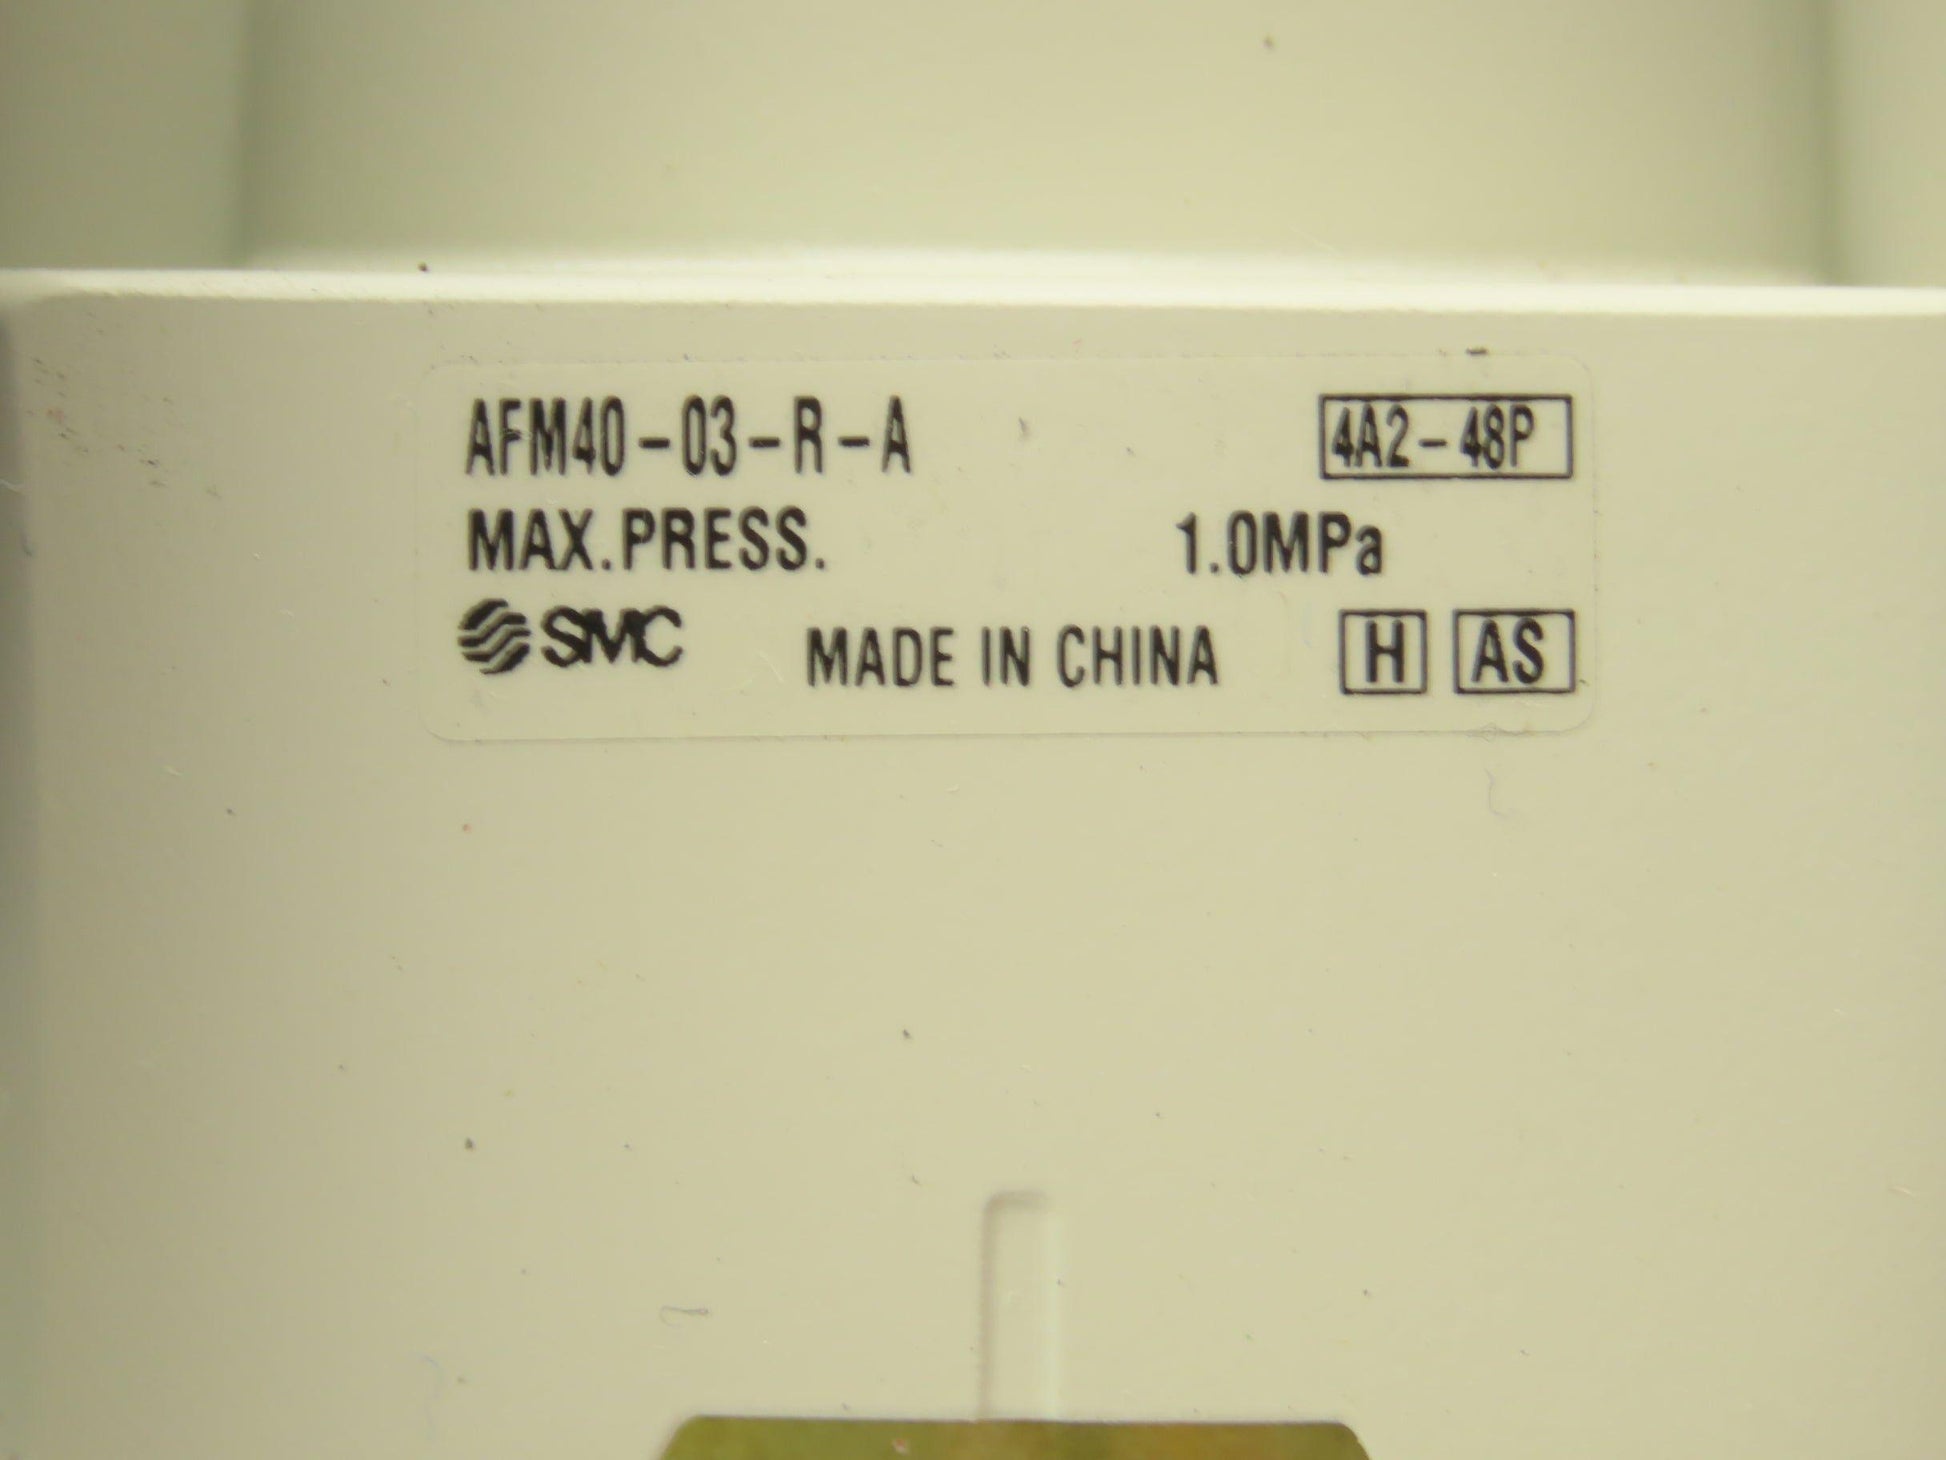 AFM40-03-R-A 4A2-48P
MAX.PRESS. 1.0MPa
SMC MADE IN CHINA H AS